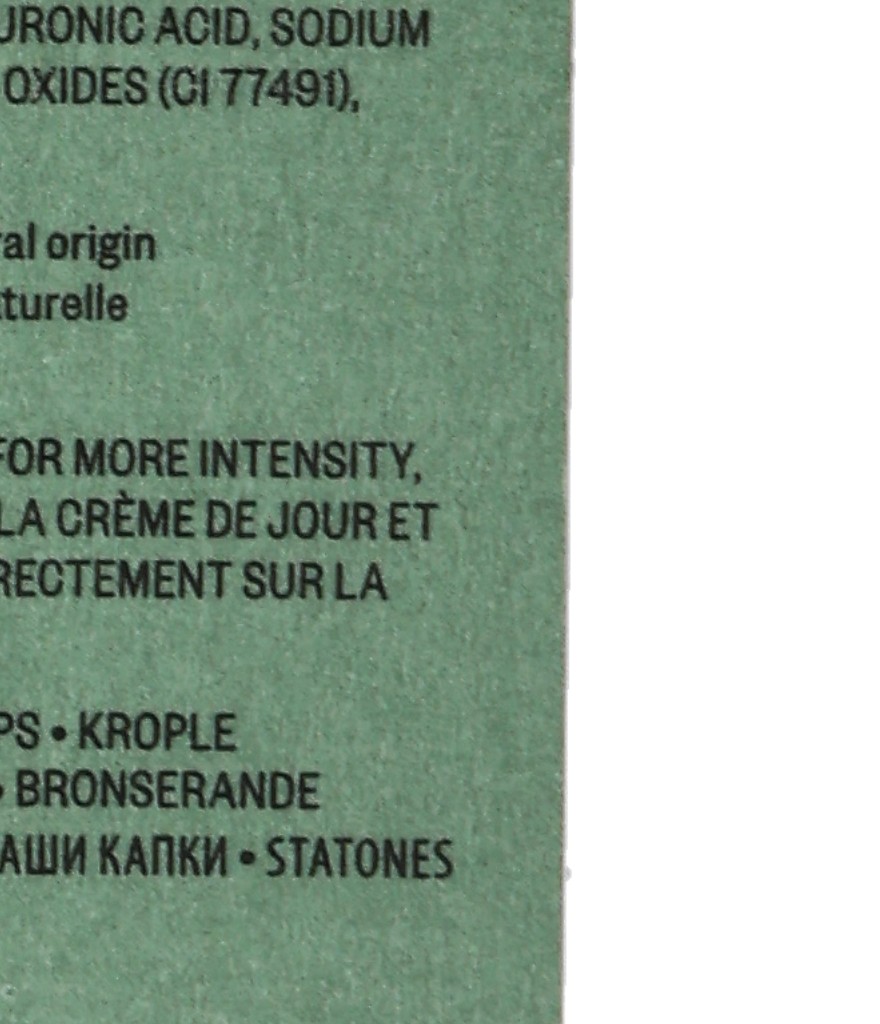 URONIC ACID, SODIUM
OXIDES (CI 77491),
al origin
turelle
FOR MORE INTENSITY,
LA CRÈME DE JOUR ET
RECTEMENT SUR LA
PS • KROPLE
• BRONSERANDE
АШИ КАПКИ • STATONES